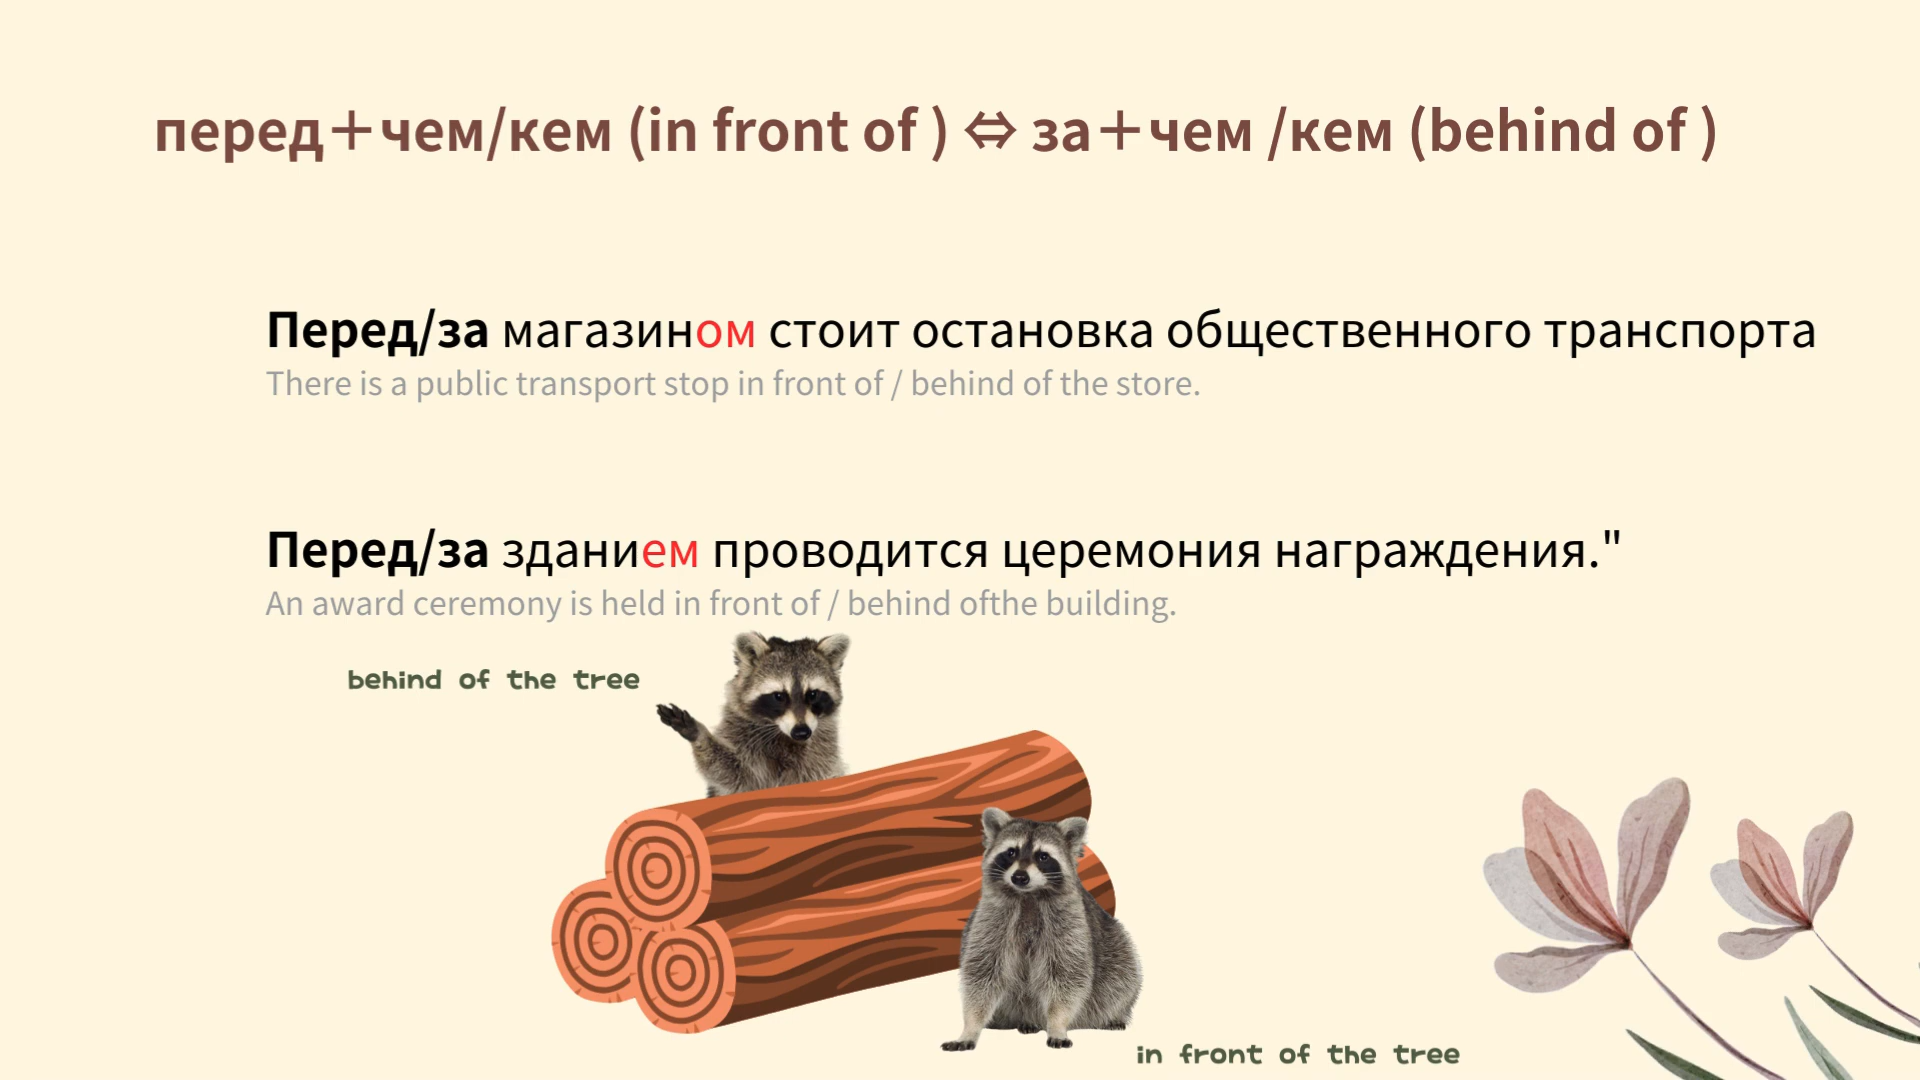 перед＋чем/кем (in front of ) ⇔ за＋чем /кем (behind of )
Перед/за магазином стоит остановка общественного транспорта
There is a public transport stop in front of / behind of the store.
Перед/за зданием проводится церемония награждения."
An award ceremony is held in front of / behind ofthe building.
behind of the tree
in front of the tree